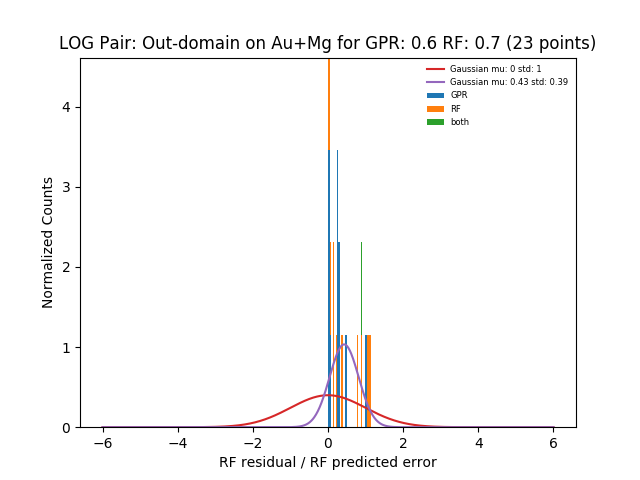 LOG Pair: Out-domain on Au+Mg for GPR: 0.6 RF: 0.7 (23 points)
Gaussian mu: 0 std: 1
Gaussian mu: 0.43 std: 0.39
GPR
RF
both
Normalized Counts
4
3
2
1
0
−6 −4 −2 0 2 4 6
RF residual / RF predicted error